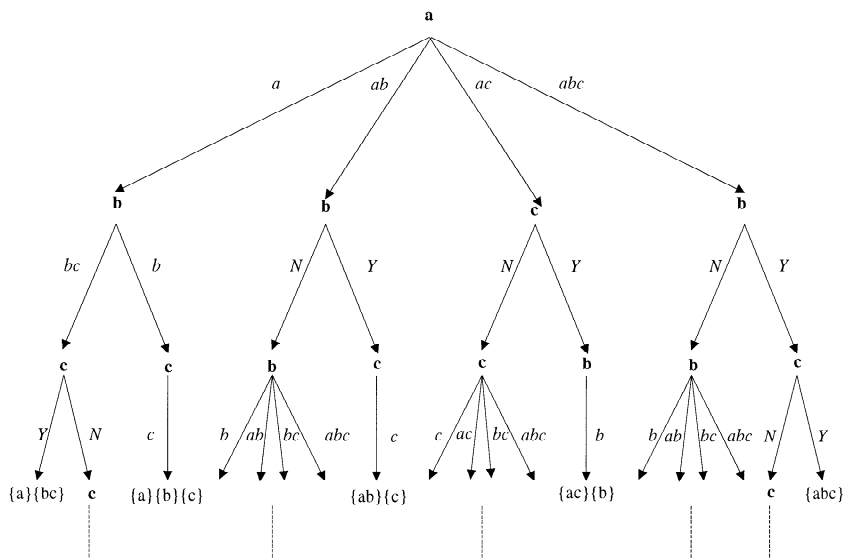 a
a ab ac abc
b b c b
bc b N Y N Y N Y
c c b c c b b c
Y N c b ab bc abc c c ac bc abc b b ab bc abc N Y
{a}{bc} c {a}{b}{c} {ab}{c} {ac}{b} c {abc}